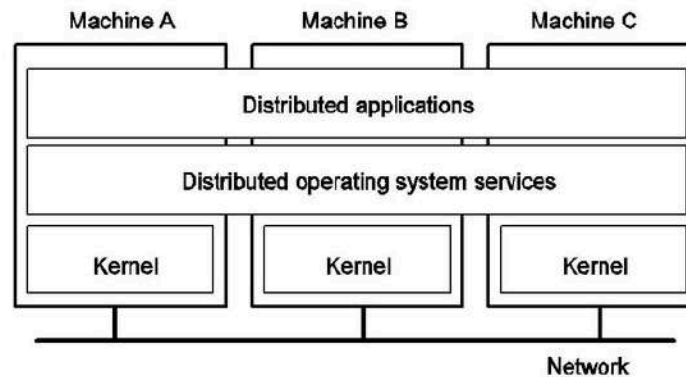 Machine A Machine B Machine C
Distributed applications
Distributed operating system services
Kernel Kernel Kernel
Network